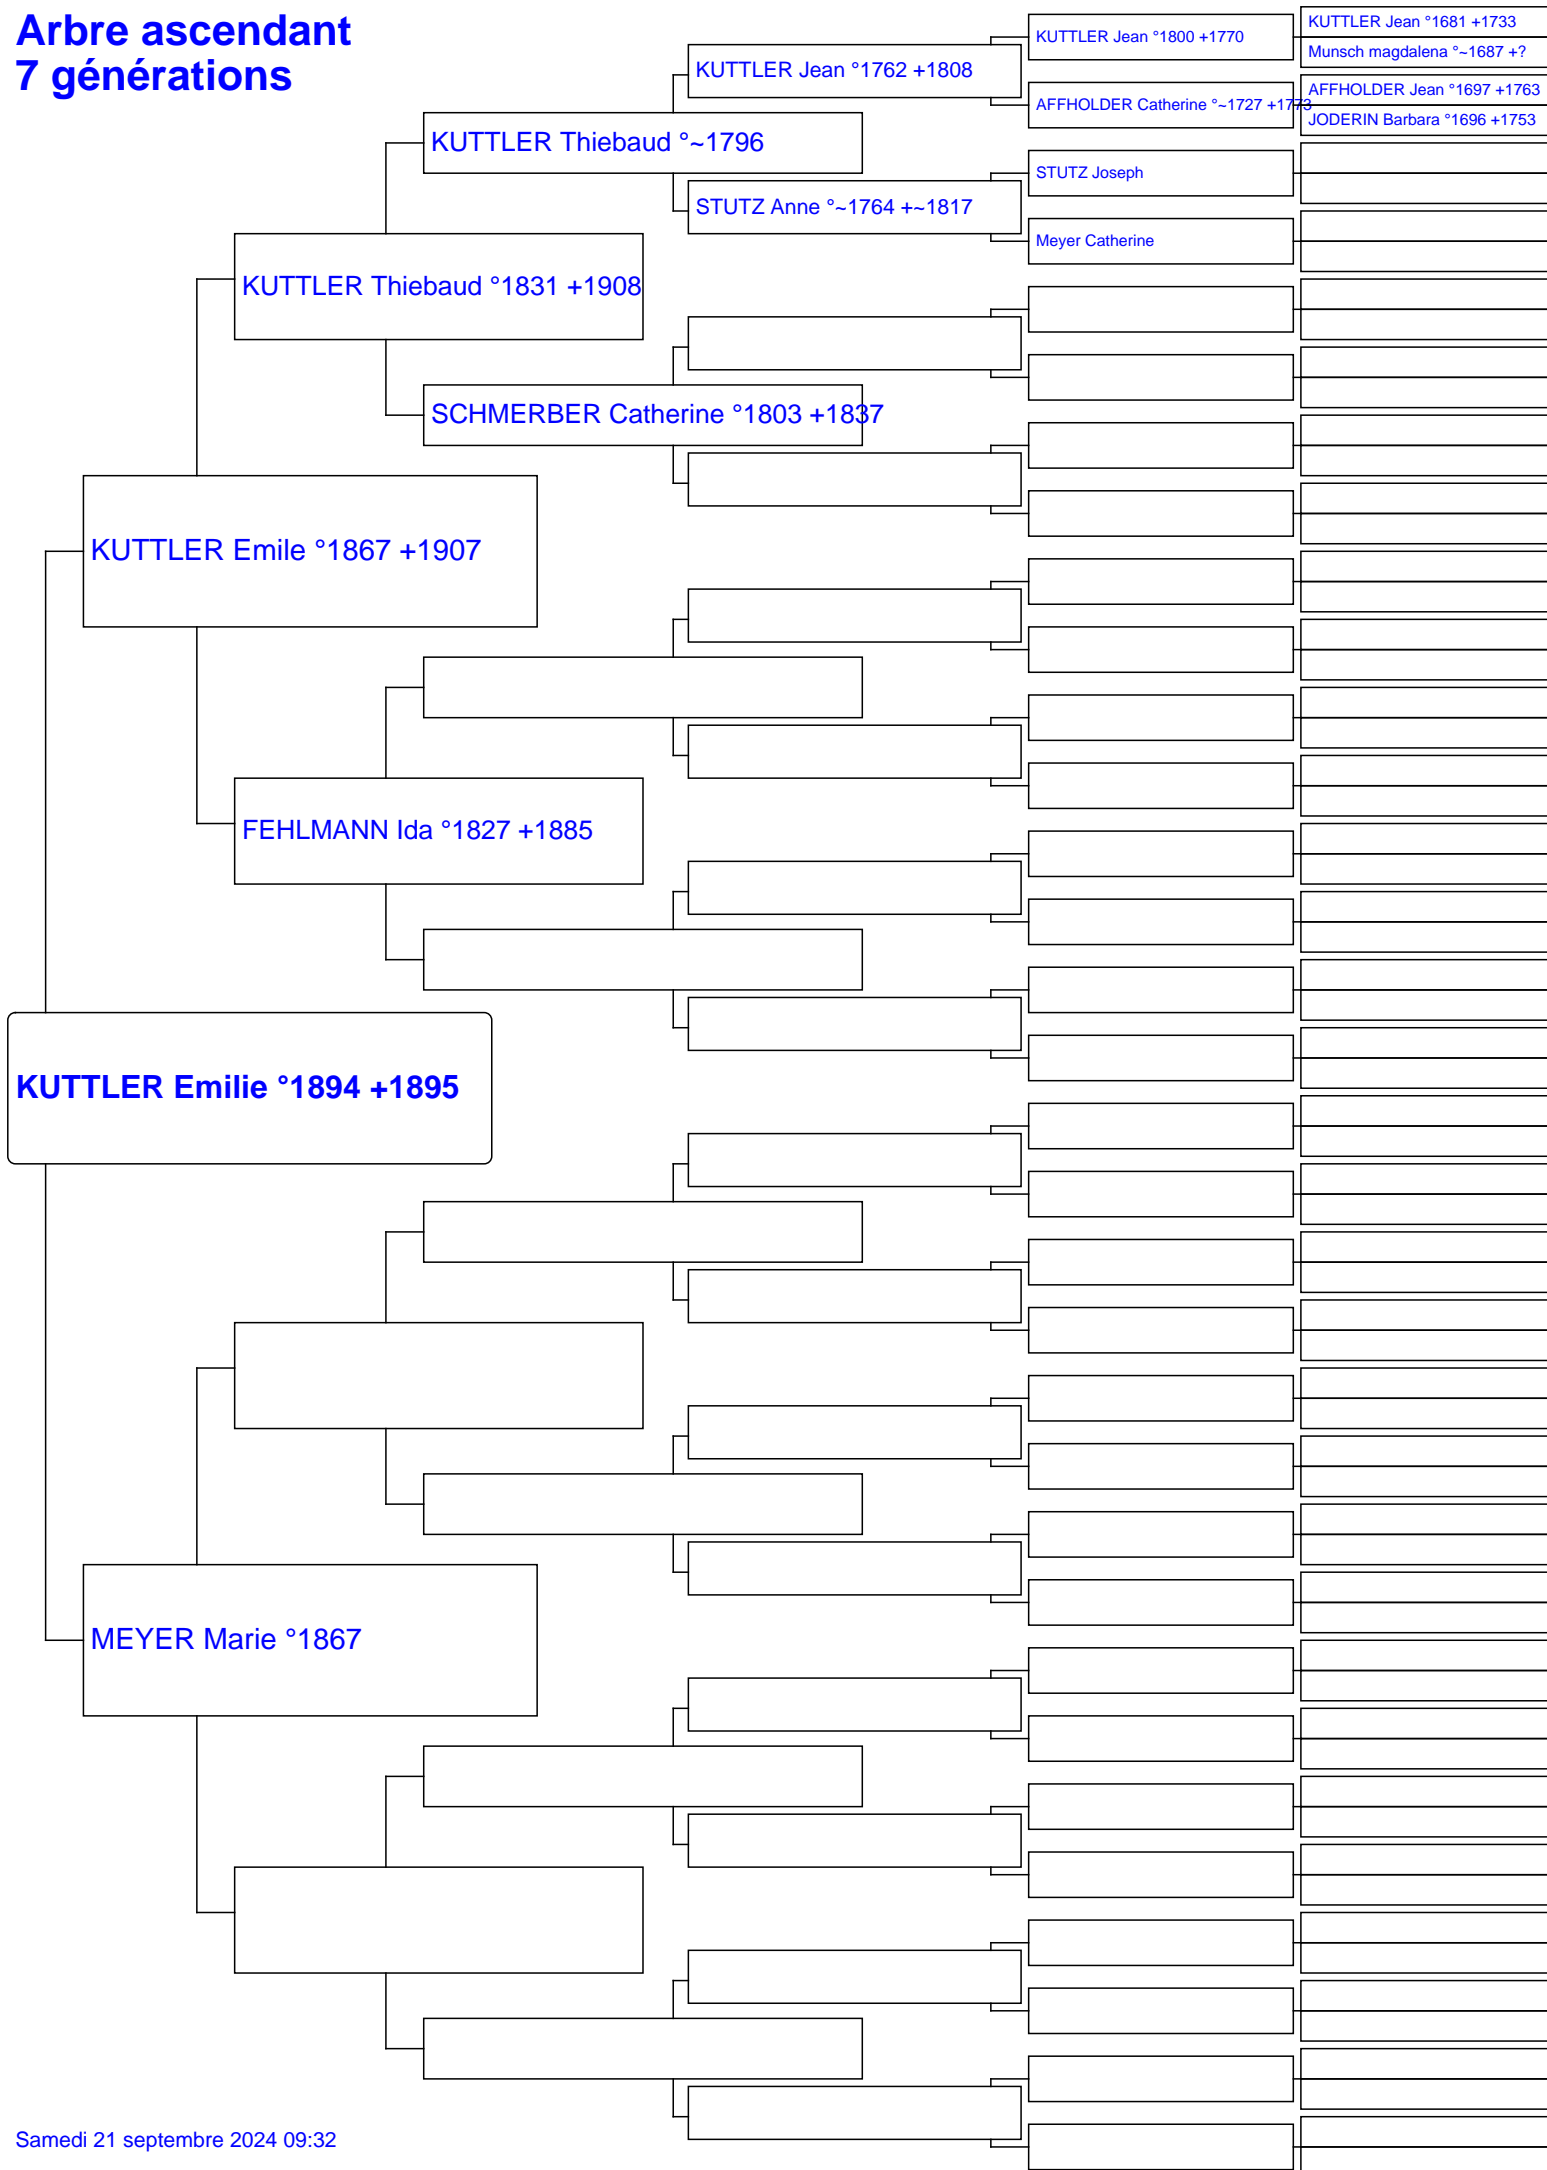 Arbre ascendant
7 générations
KUTTLER Jean °1681 +1733
KUTTLER Jean °1800 +1770
Munsch magdalena °~1687 +?
KUTTLER Jean °1762 +1808
AFFHOLDER Jean °1697 +1763
AFFHOLDER Catherine °~1727 +1773
JODERIN Barbara °1696 +1753
KUTTLER Thiebaud °~1796
STUTZ Joseph
STUTZ Anne °~1764 +~1817
Meyer Catherine
KUTTLER Thiebaud °1831 +1908
SCHMERBER Catherine °1803 +1837
KUTTLER Emile °1867 +1907
FEHLMANN Ida °1827 +1885
KUTTLER Emilie °1894 +1895
MEYER Marie °1867
Samedi 21 septembre 2024 09:32